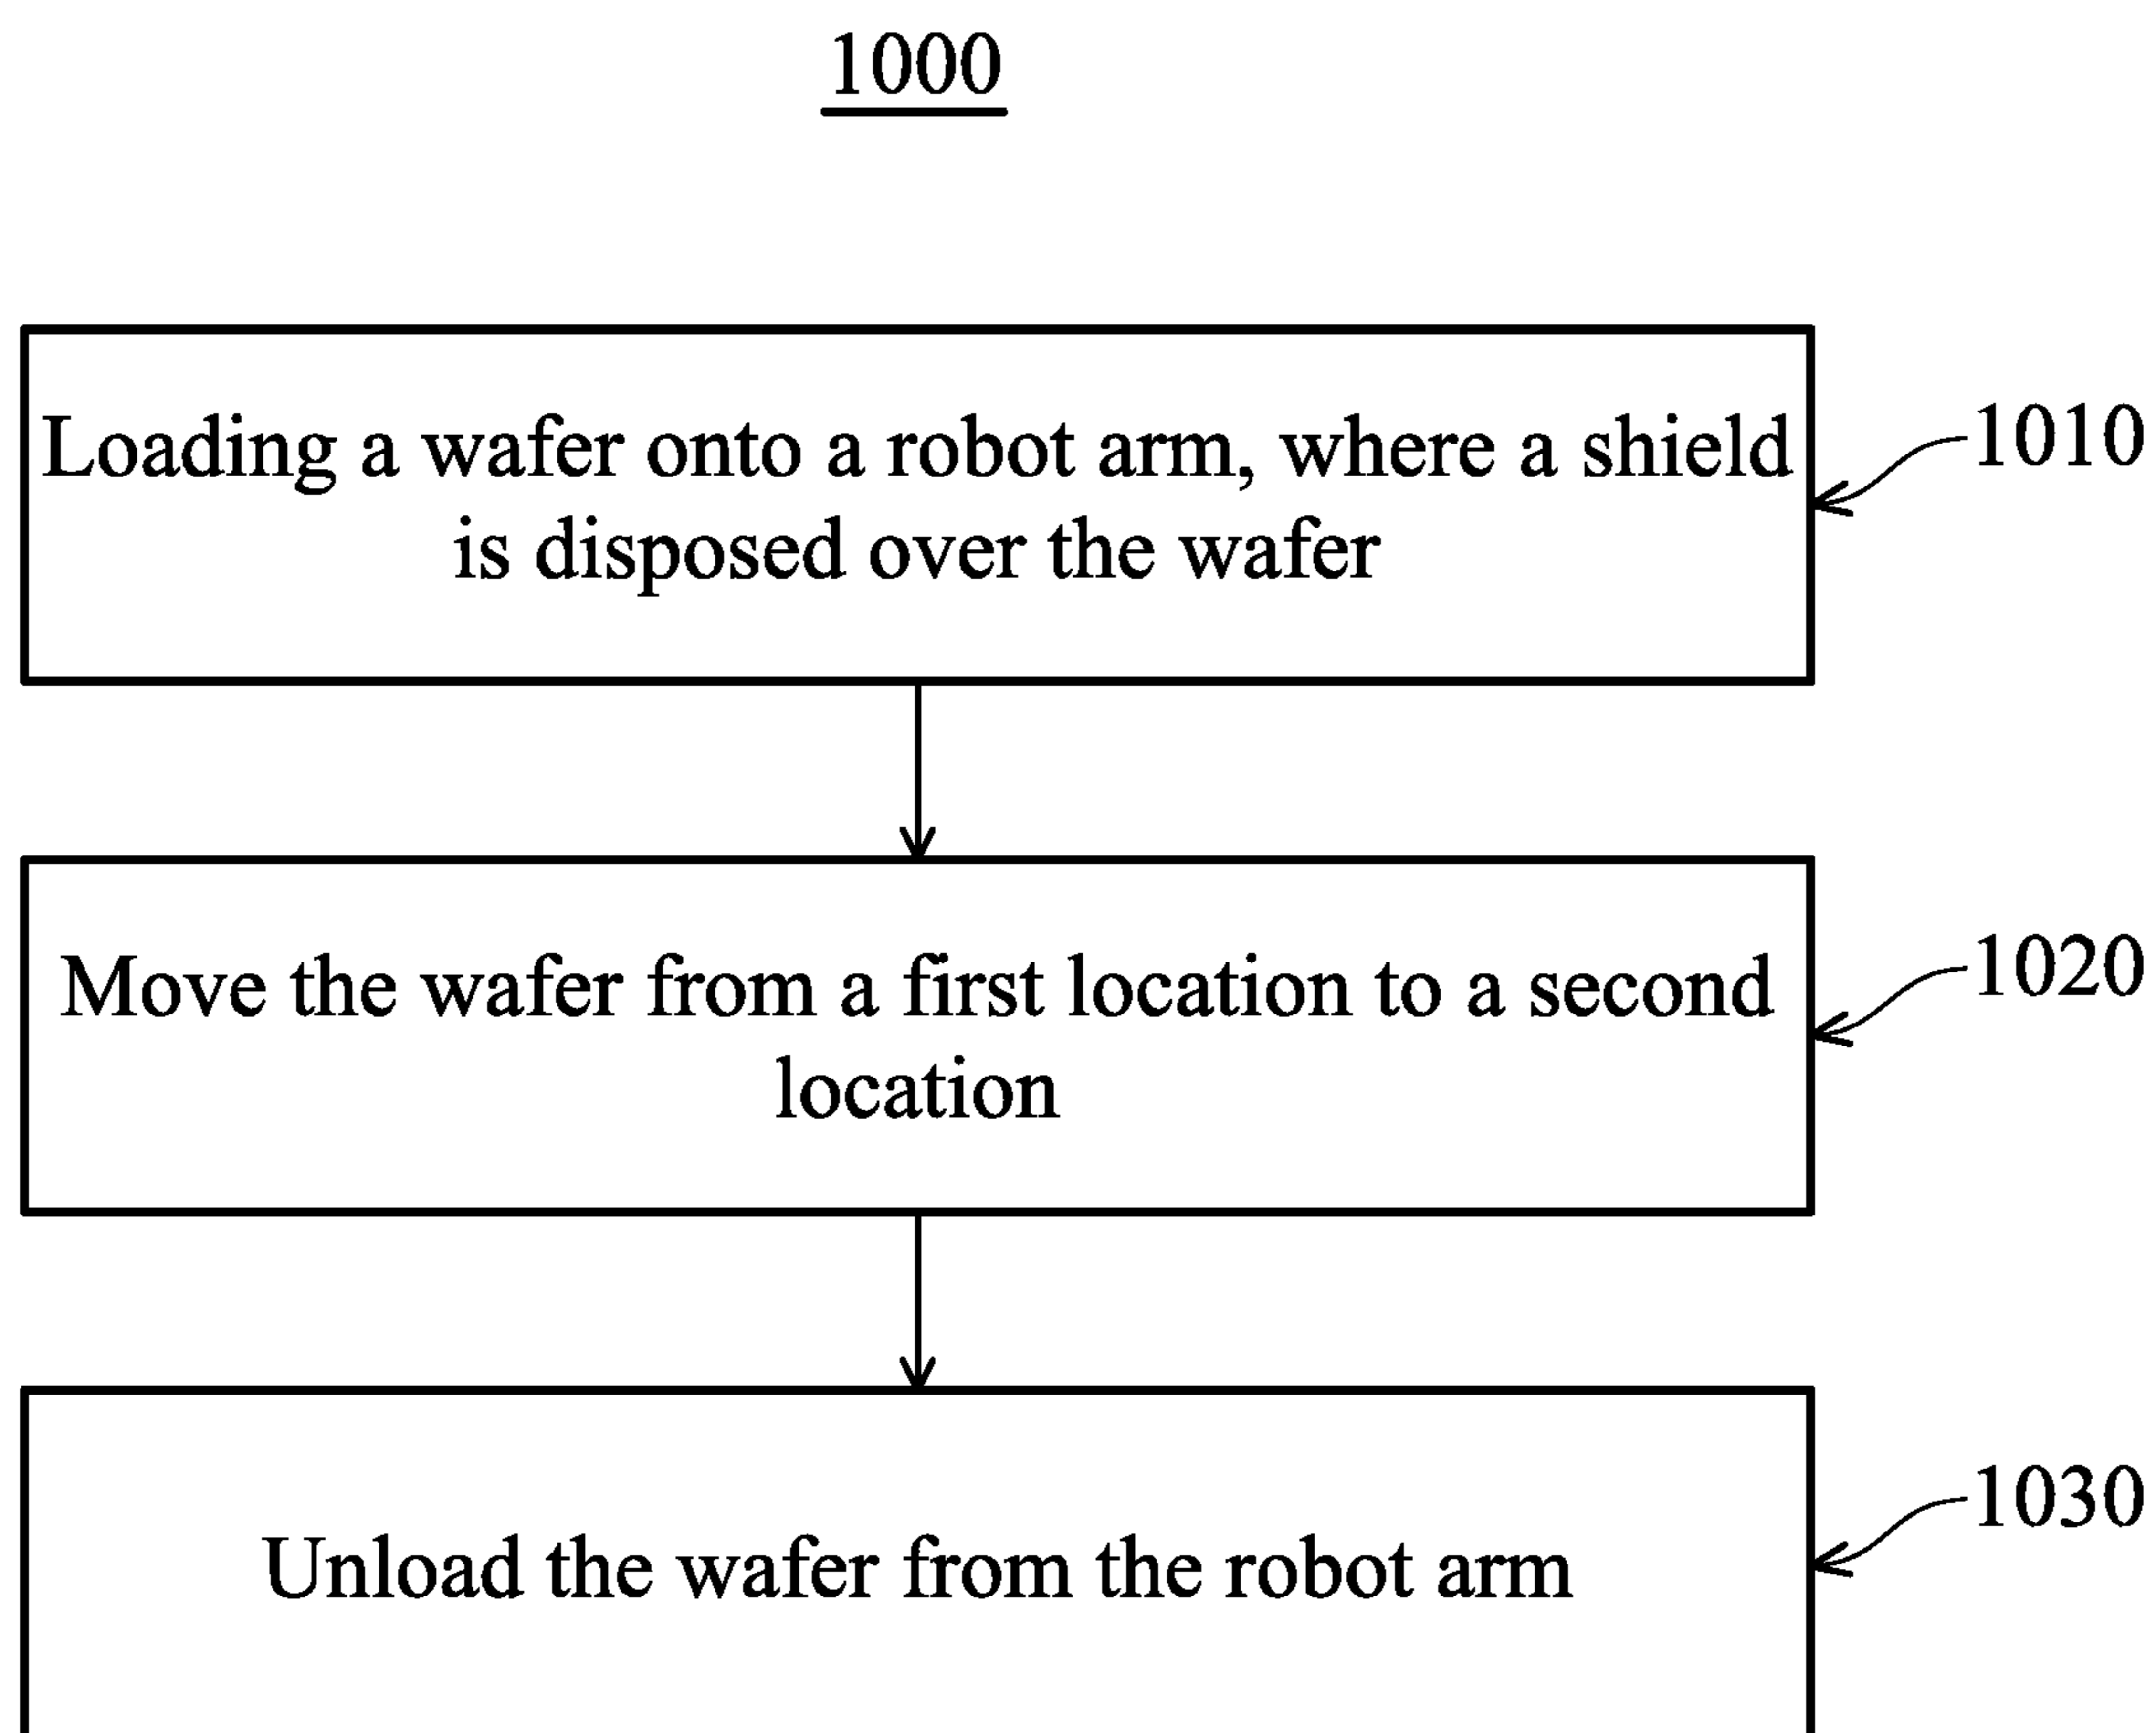 1000
Loading a wafer onto a robot arm, where a shield
is disposed over the wafer
1010
Move the wafer from a first location to a second
location
1020
Unload the wafer from the robot arm
1030